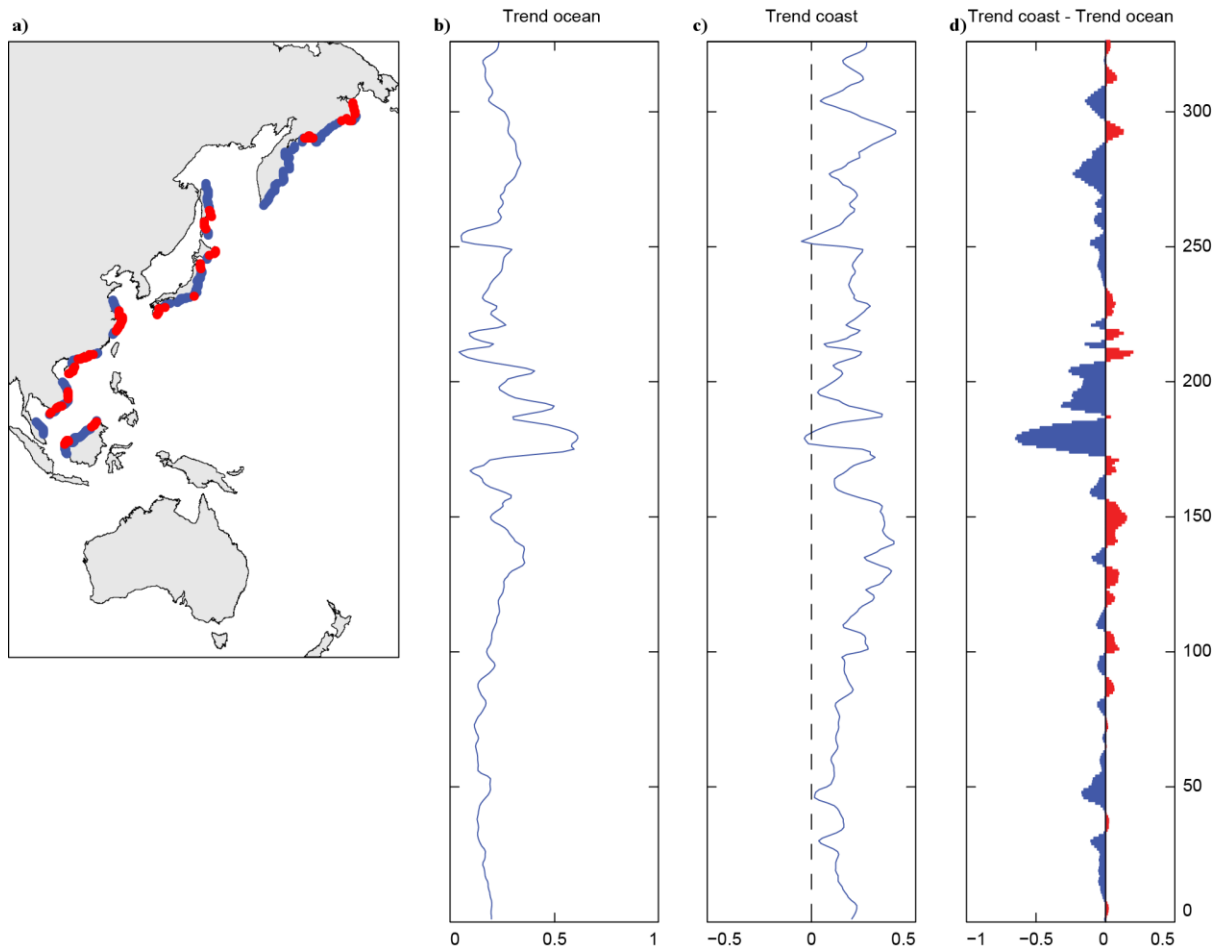 a)
b) Trend ocean
c) Trend coast
d) Trend coast - Trend ocean
300
250
200
150
100
50
0
0 0.5 1
−0.5 0 0.5
−1 −0.5 0 0.5